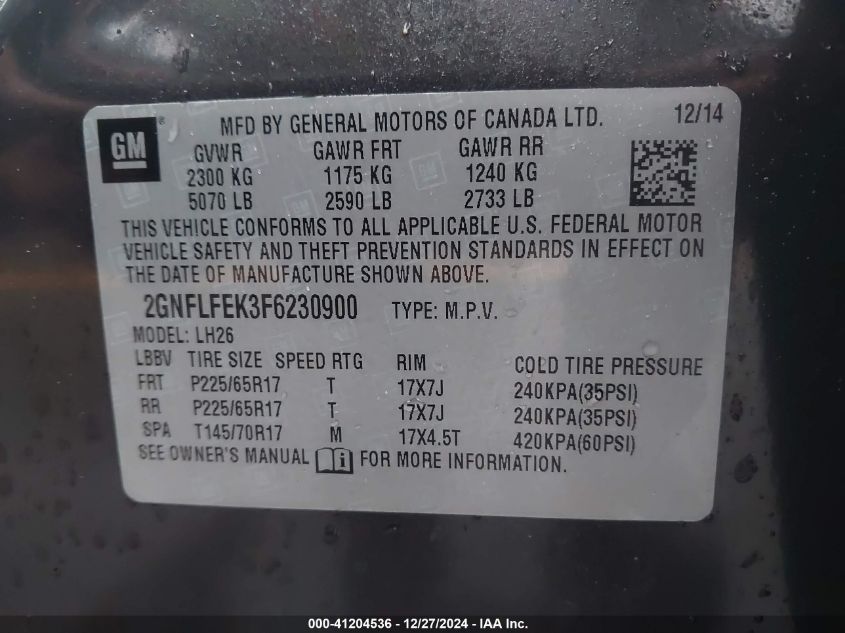 GM ®
MFD BY GENERAL MOTORS OF CANADA LTD. 12/14
GVWR GAWR FRT GAWR RR
2300 KG 1175 KG 1240 KG
5070 LB 2590 LB 2733 LB
THIS VEHICLE CONFORMS TO ALL APPLICABLE U.S. FEDERAL MOTOR
VEHICLE SAFETY AND THEFT PREVENTION STANDARDS IN EFFECT ON
THE DATE OF MANUFACTURE SHOWN ABOVE.
2GNFLFEK3F6230900 TYPE: M.P.V.
MODEL: LH26
LBBV TIRE SIZE SPEED RTG RIM COLD TIRE PRESSURE
FRT P225/65R17 T 17X7J 240KPA(35PSI)
RR P225/65R17 T 17X7J 240KPA(35PSI)
SPA T145/70R17 M 17X4.5T 420KPA(60PSI)
SEE OWNER'S MANUAL FOR MORE INFORMATION.
000-41204536 - 12/27/2024 - IAA Inc.